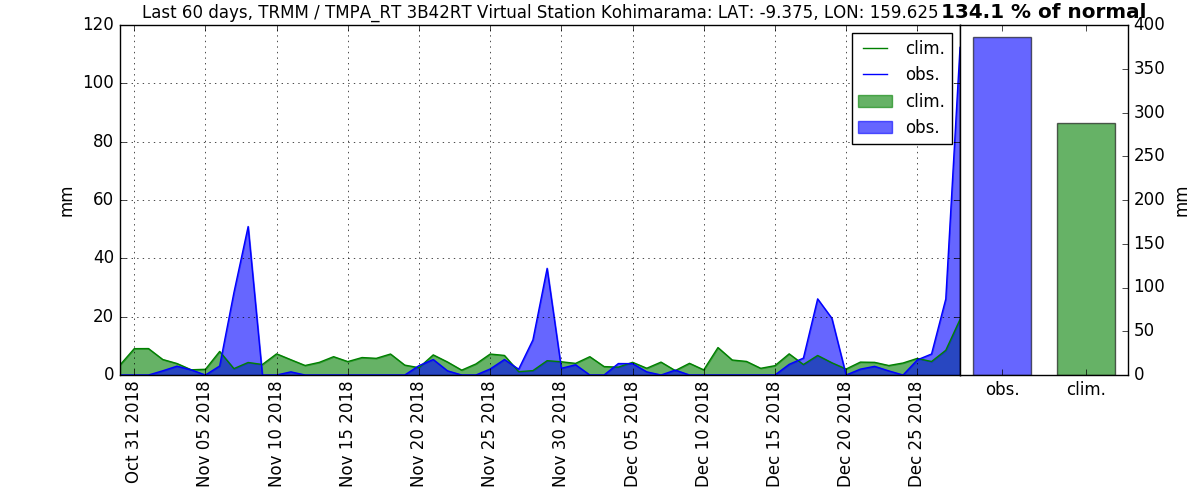 Last 60 days, TRMM / TMPA_RT 3B42RT Virtual Station Kohimarama: LAT: -9.375, LON: 159.625 134.1 % of normal
clim.
obs.
clim.
obs.
mm
120
100
80
60
40
20
0
Oct 31 2018
Nov 05 2018
Nov 10 2018
Nov 15 2018
Nov 20 2018
Nov 25 2018
Nov 30 2018
Dec 05 2018
Dec 10 2018
Dec 15 2018
Dec 20 2018
Dec 25 2018
400
350
300
250
200
150
100
50
0
mm
obs. clim.